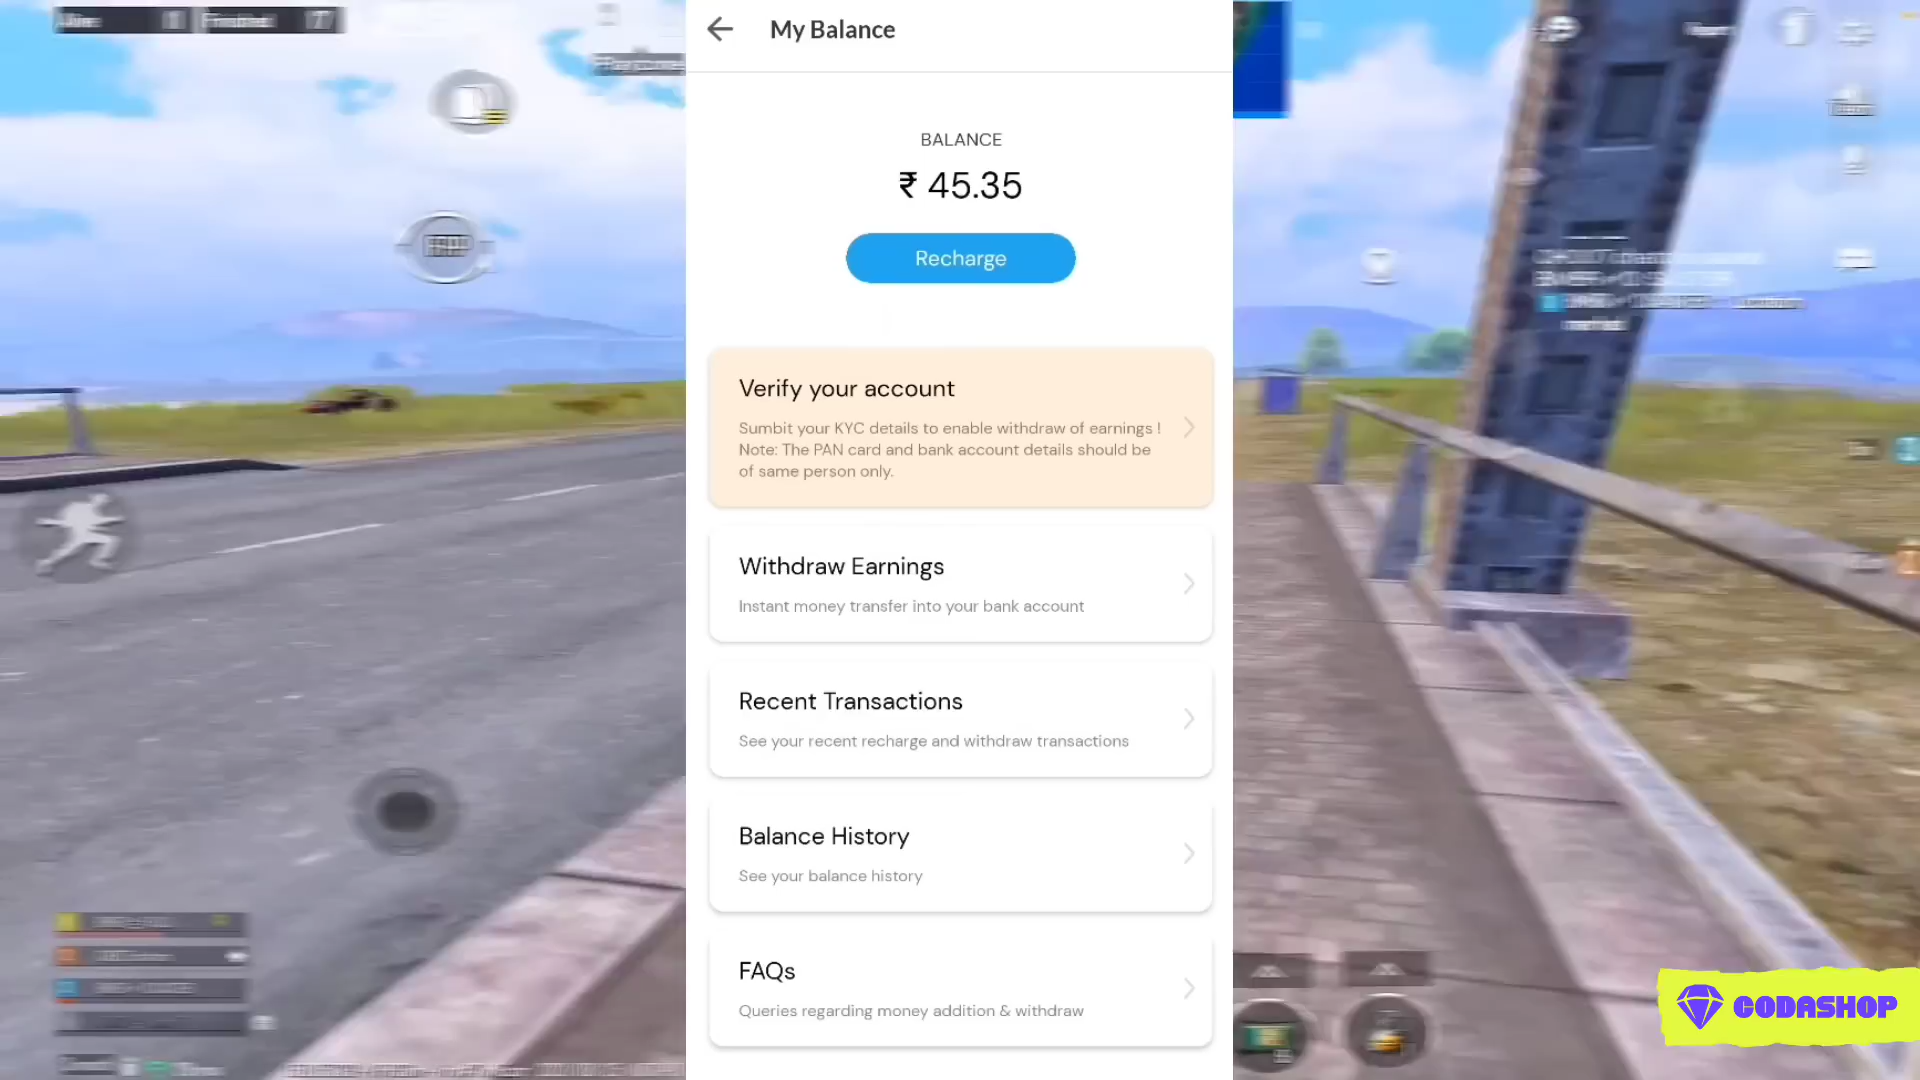 My Balance
BALANCE
₹ 45.35
Recharge
Verify your account
Sumbit your KYC details to enable withdraw of earnings !
Note: The PAN card and bank account details should be
of same person only.
Withdraw Earnings
Instant money transfer into your bank account
Recent Transactions
See your recent recharge and withdraw transactions
Balance History
See your balance history
FAQs
Queries regarding money addition & withdraw
CODASHOP